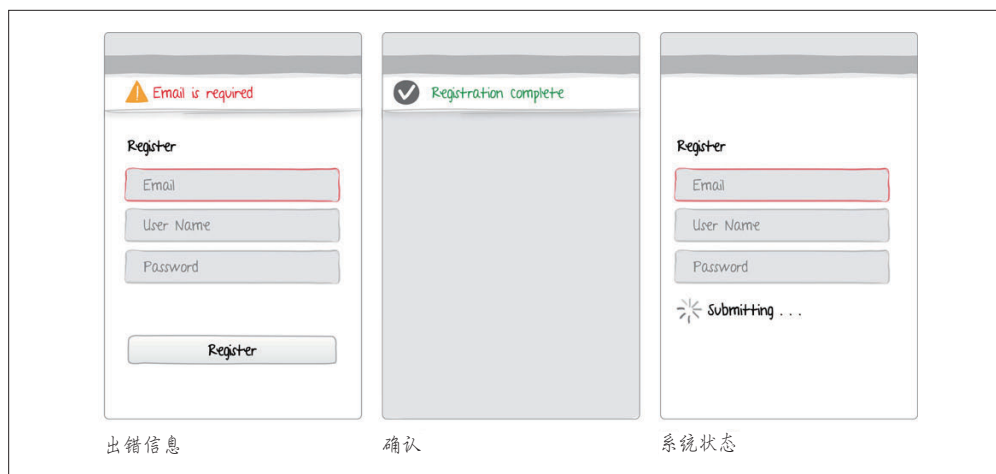 Email is required
Register
Email
User Name
Password
Register
出错信息
Registration complete
确认
Register
Email
User Name
Password
Submitting . . .
系统状态